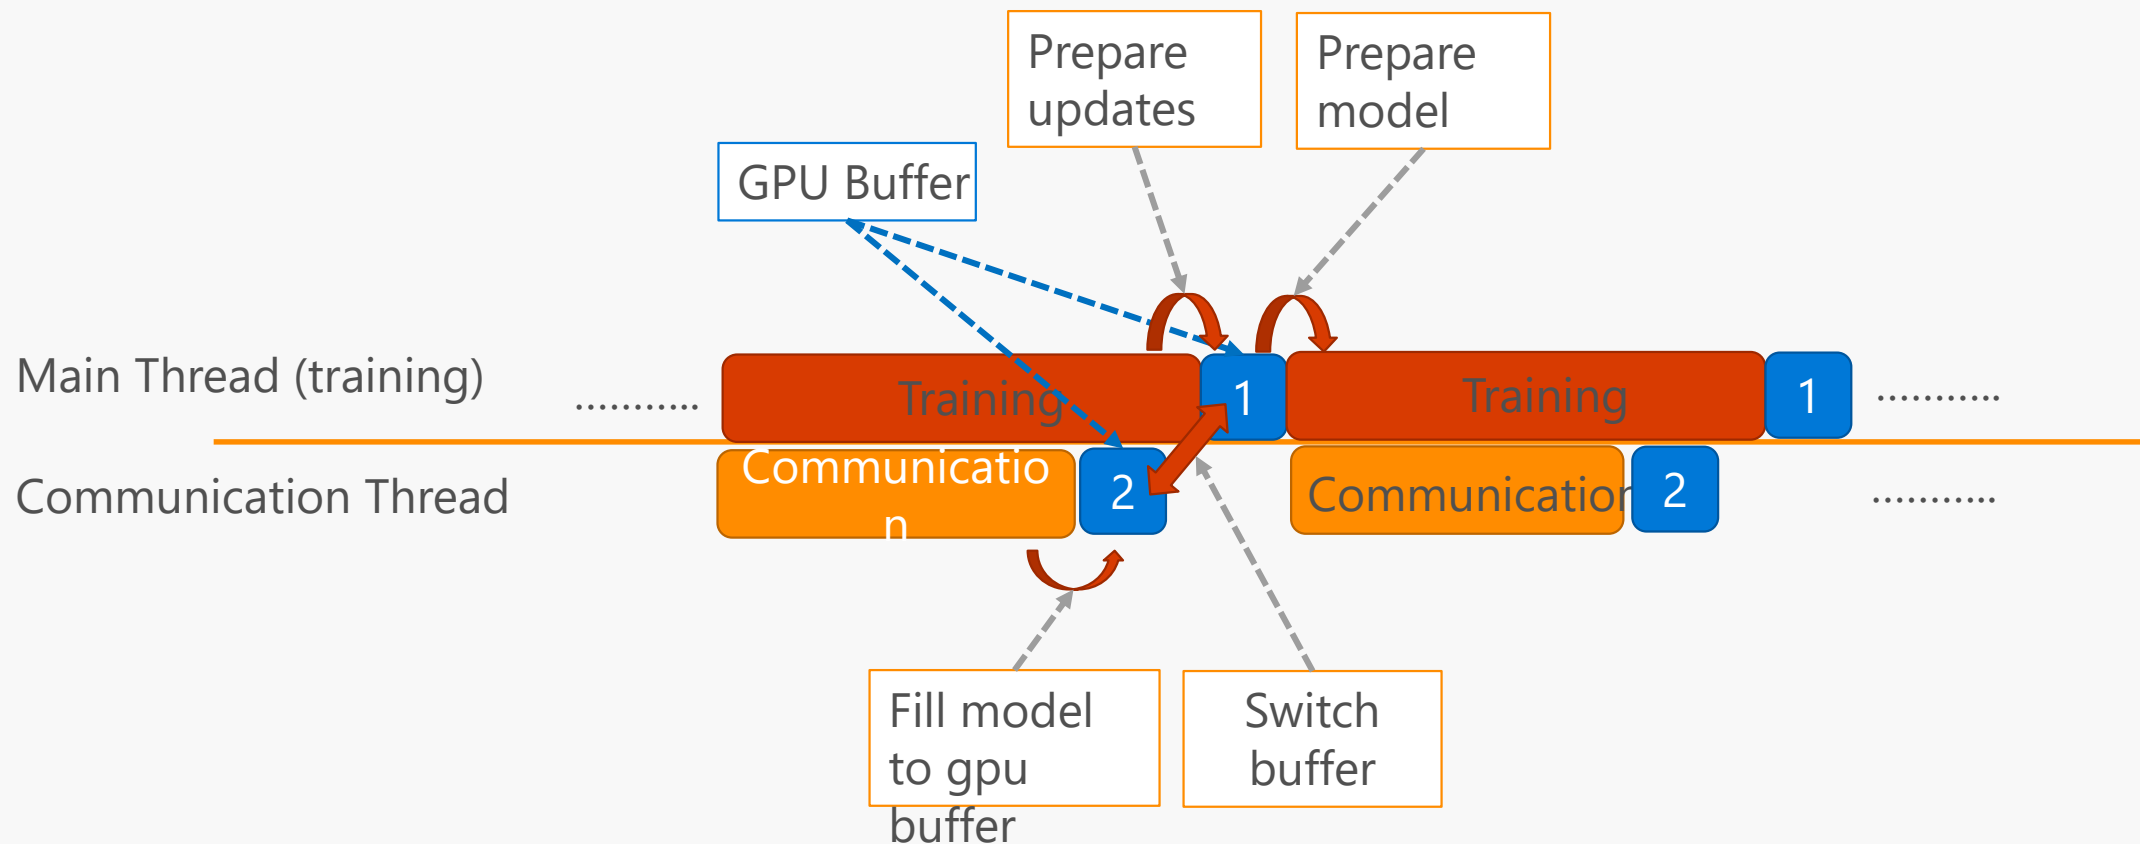 Prepare
updates
Prepare
model
GPU Buffer
Main Thread (training)
...........
Training
1
Training
1
...........
Communication Thread
Communicatio
n
2
Communication
2
...........
Fill model
to gpu
buffer
Switch
buffer